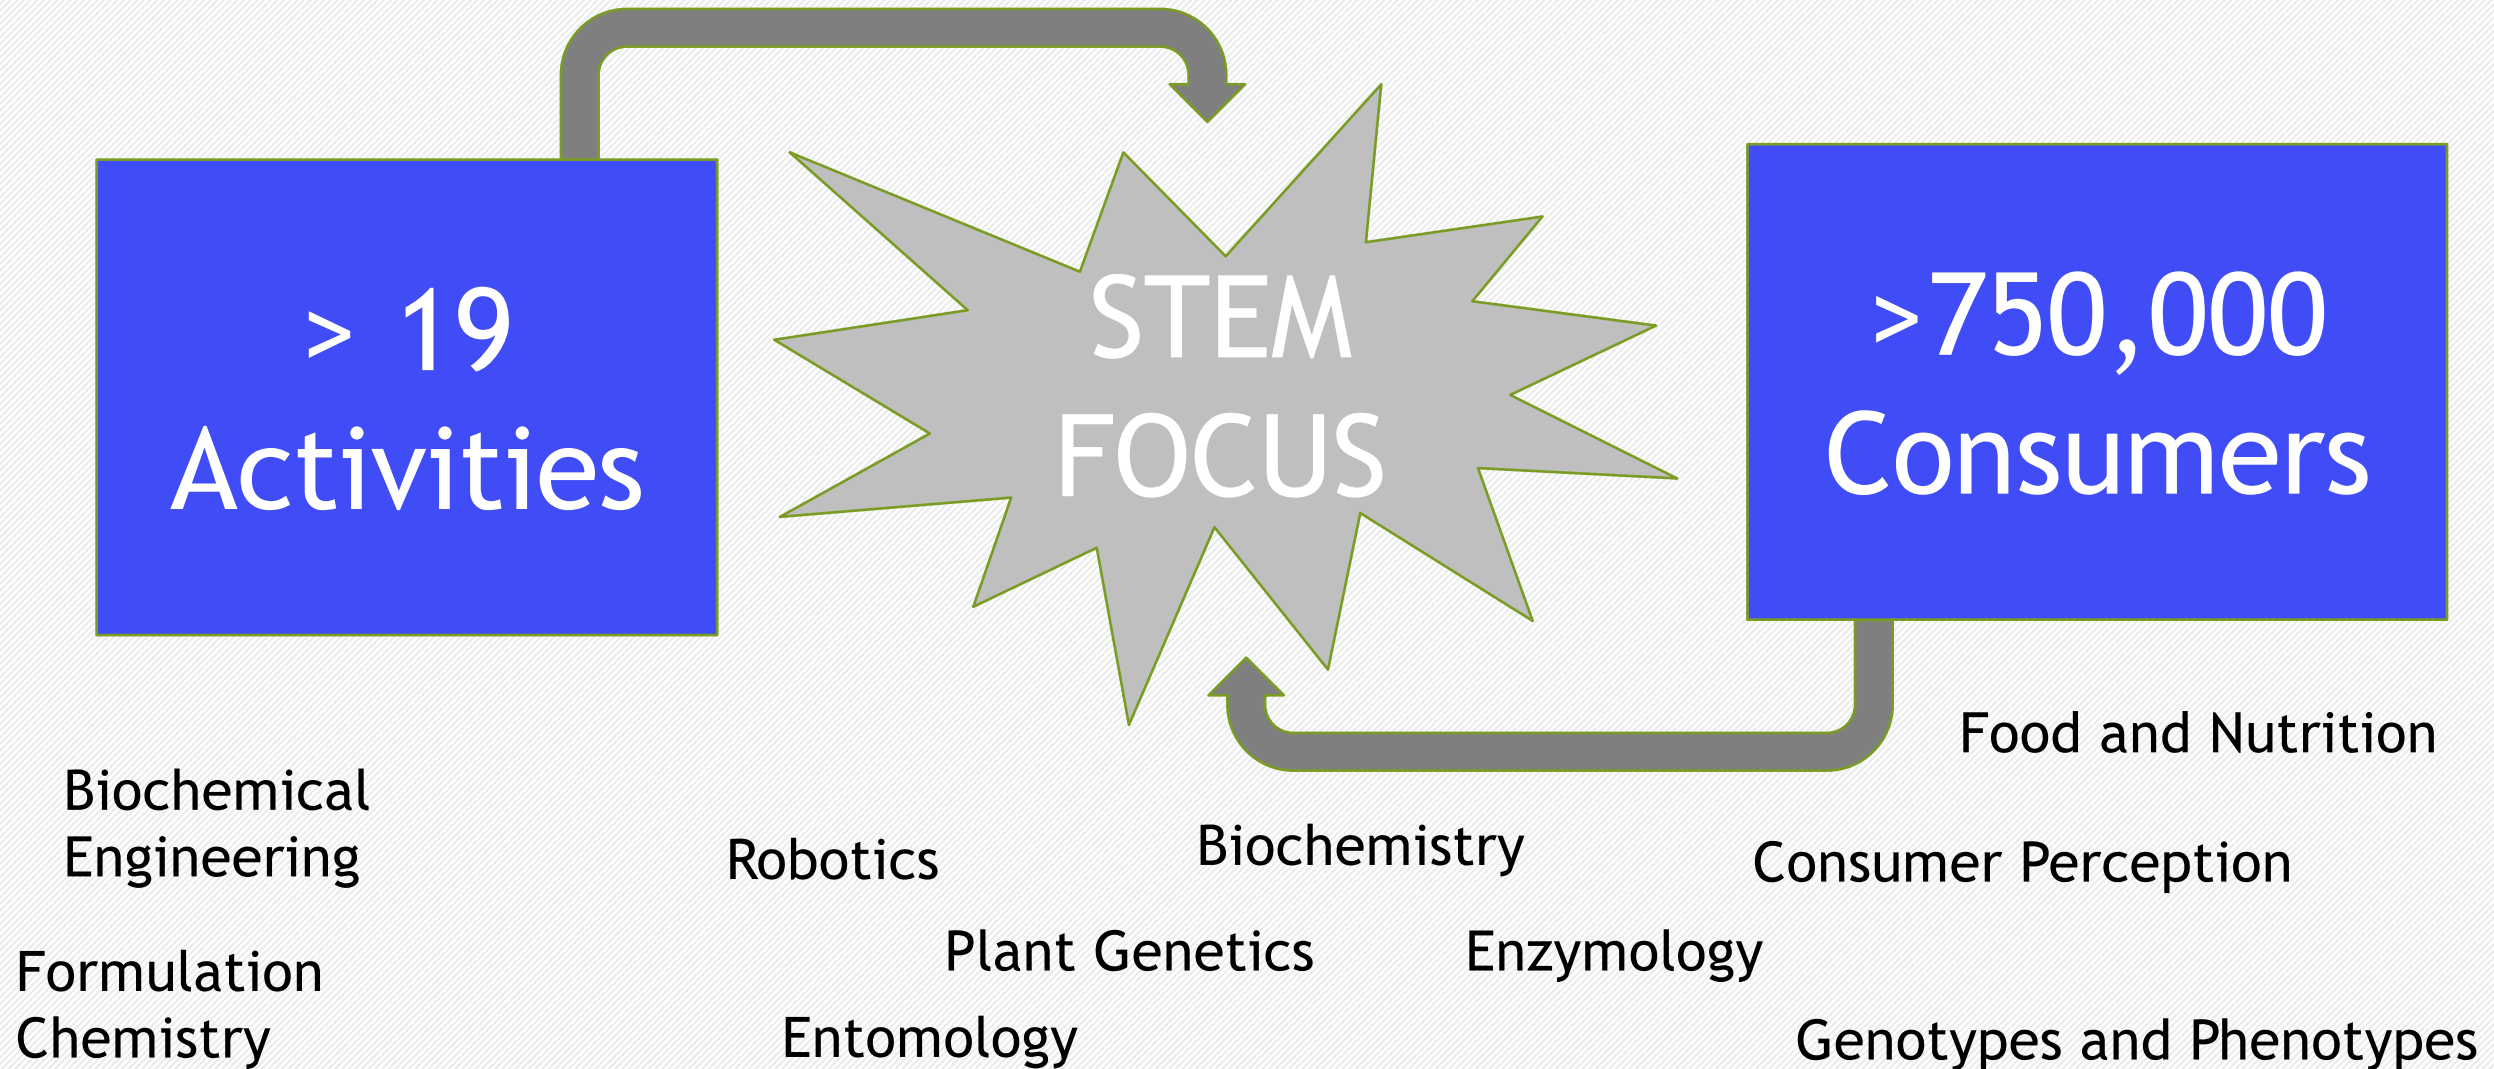 > 19
Activities
STEM
FOCUS
>750,000
Consumers
Food and Nutrition
Biochemical
Engineering
Robotics
Biochemistry
Consumer Perception
Plant Genetics
Enzymology
Formulation
Chemistry
Entomology
Genotypes and Phenotypes